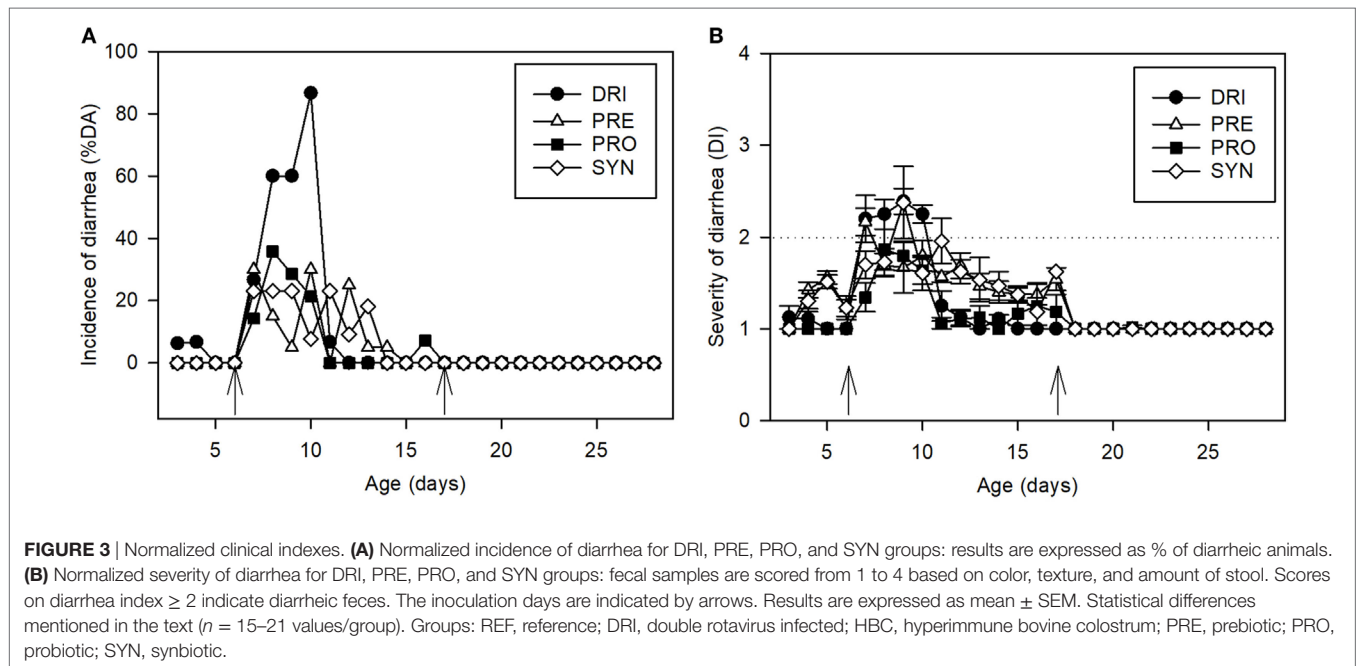 A
Incidence of diarrhea (%DA)
100
80
60
40
20
0
5
10
15
20
25
Age (days)
DRI
PRE
PRO
SYN
B
Severity of diarrhea (DI)
4
3
2
1
0
5
10
15
20
25
Age (days)
DRI
PRE
PRO
SYN
FIGURE 3 | Normalized clinical indexes. (A) Normalized incidence of diarrhea for DRI, PRE, PRO, and SYN groups: results are expressed as % of diarrheic animals.
(B) Normalized severity of diarrhea for DRI, PRE, PRO, and SYN groups: fecal samples are scored from 1 to 4 based on color, texture, and amount of stool. Scores
on diarrhea index ≥ 2 indicate diarrheic feces. The inoculation days are indicated by arrows. Results are expressed as mean ± SEM. Statistical differences
mentioned in the text (n = 15–21 values/group). Groups: REF, reference; DRI, double rotavirus infected; HBC, hyperimmune bovine colostrum; PRE, prebiotic; PRO,
probiotic; SYN, synbiotic.